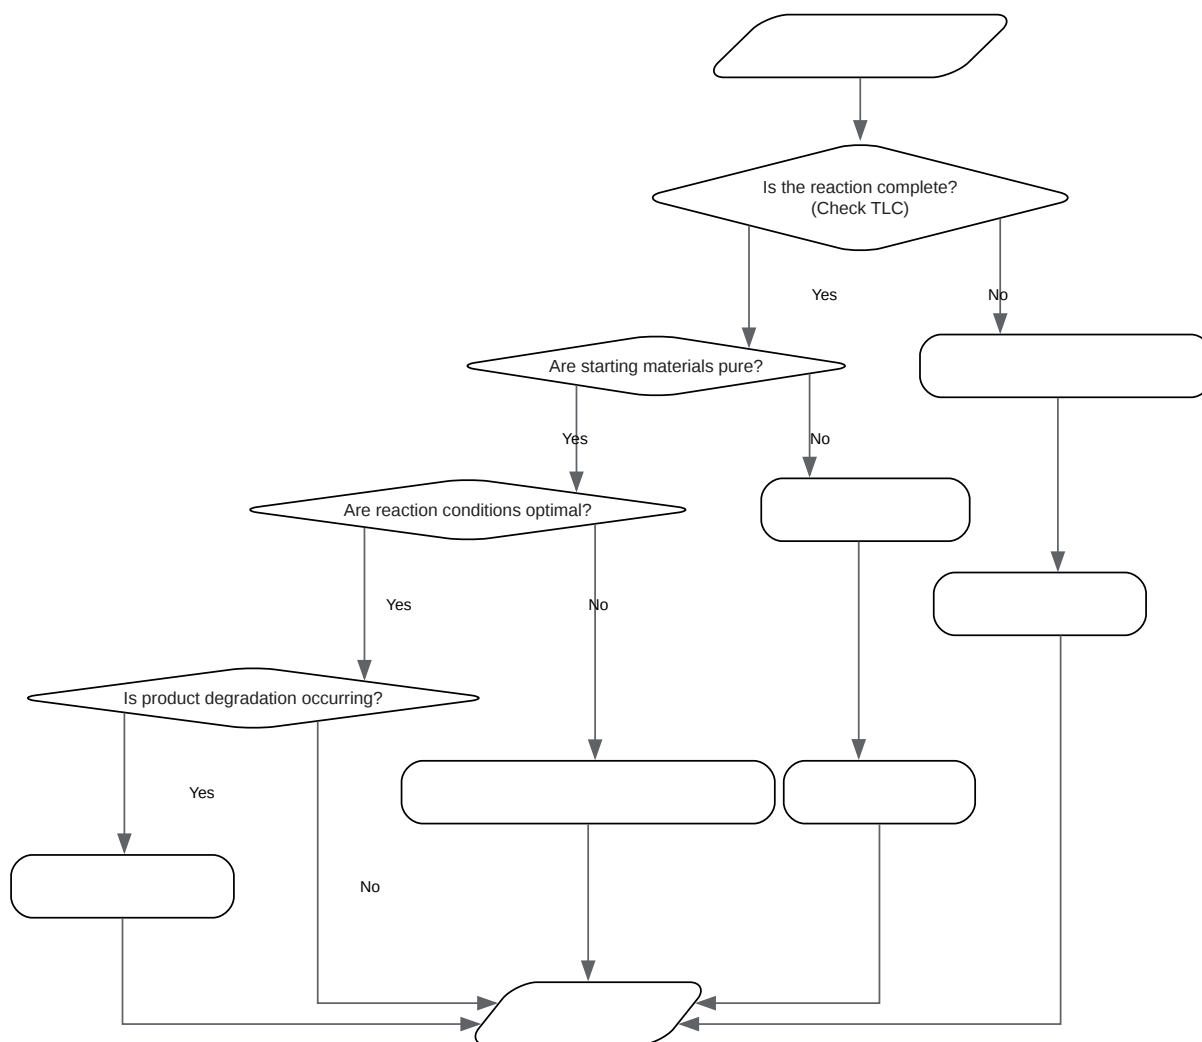 Is the reaction complete?
(Check TLC)
Yes
No
Are starting materials pure?
Yes
No
Are reaction conditions optimal?
Yes
No
Is product degradation occurring?
Yes
No